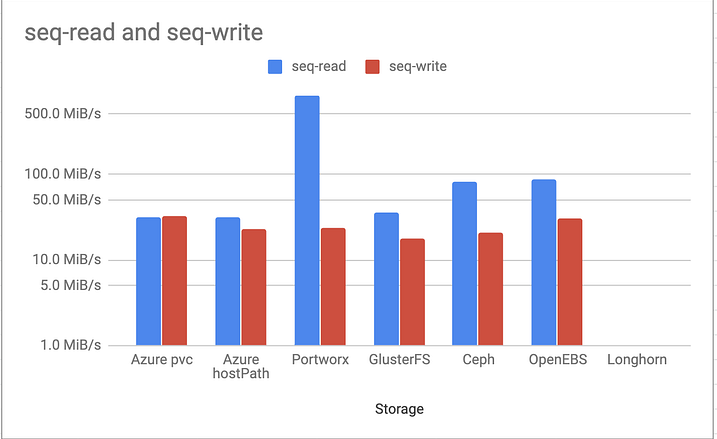 seq-read and seq-write
seq-read seq-write
500.0 MiB/s
100.0 MiB/s
50.0 MiB/s
10.0 MiB/s
5.0 MiB/s
1.0 MiB/s
Azure pvc Azure hostPath Portworx GlusterFS Ceph OpenEBS Longhorn
Storage